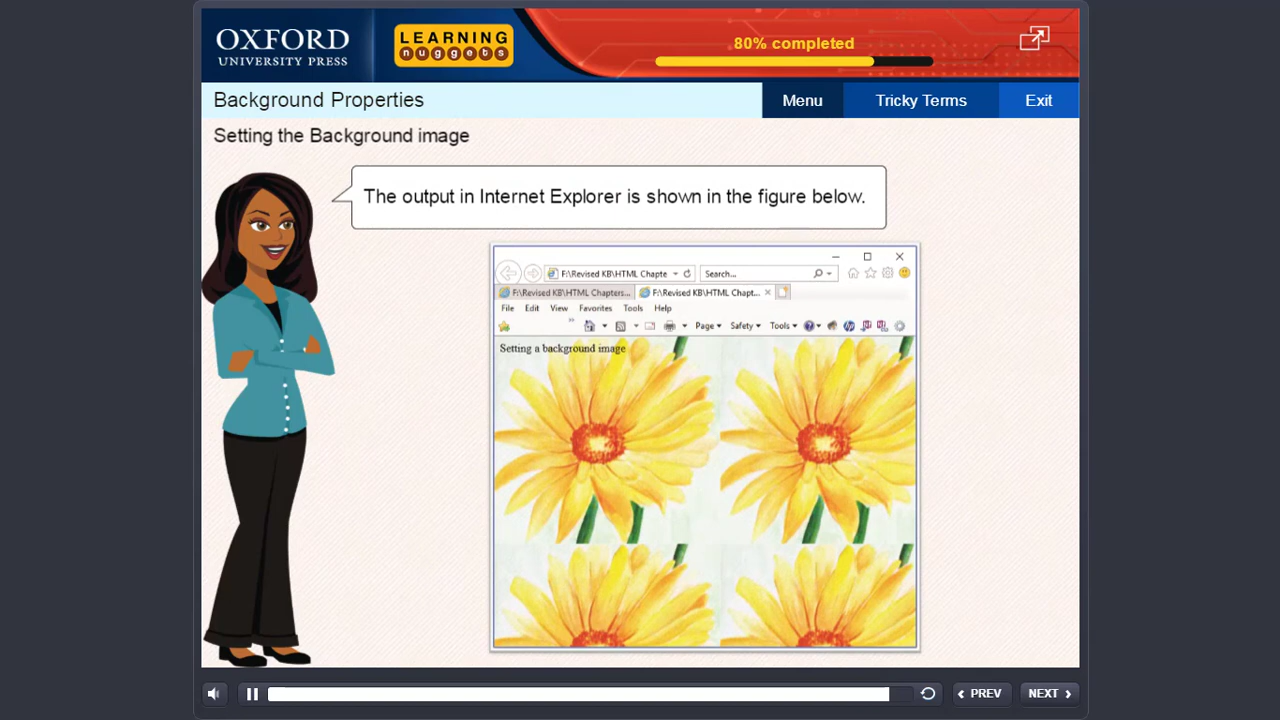 OXFORD
UNIVERSITY PRESS
LEARNING
nuggets
80% completed
Background Properties
Menu
Tricky Terms
Exit
Setting the Background image
The output in Internet Explorer is shown in the figure below.
F:\Revised KB\HTML Chapte
Search...
F:\Revised KB\HTML Chapters...
F:\Revised KB\HTML Chapt...
File Edit View Favorites Tools Help
Page Safety Tools
Setting a background image
PREV
NEXT